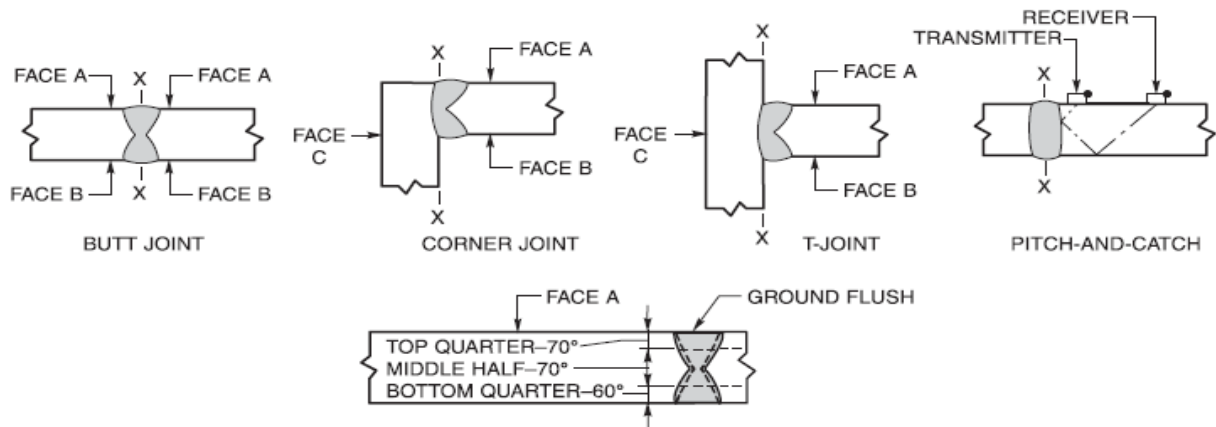 X
FACE A
FACE A
FACE B
FACE B
X
BUTT JOINT
X
FACE A
FACE
C
FACE B
X
CORNER JOINT
X
FACE A
FACE
C
FACE B
X
T-JOINT
RECEIVER
TRANSMITTER
X
X
PITCH-AND-CATCH
FACE A
GROUND FLUSH
TOP QUARTER–70°
MIDDLE HALF–70°
BOTTOM QUARTER–60°